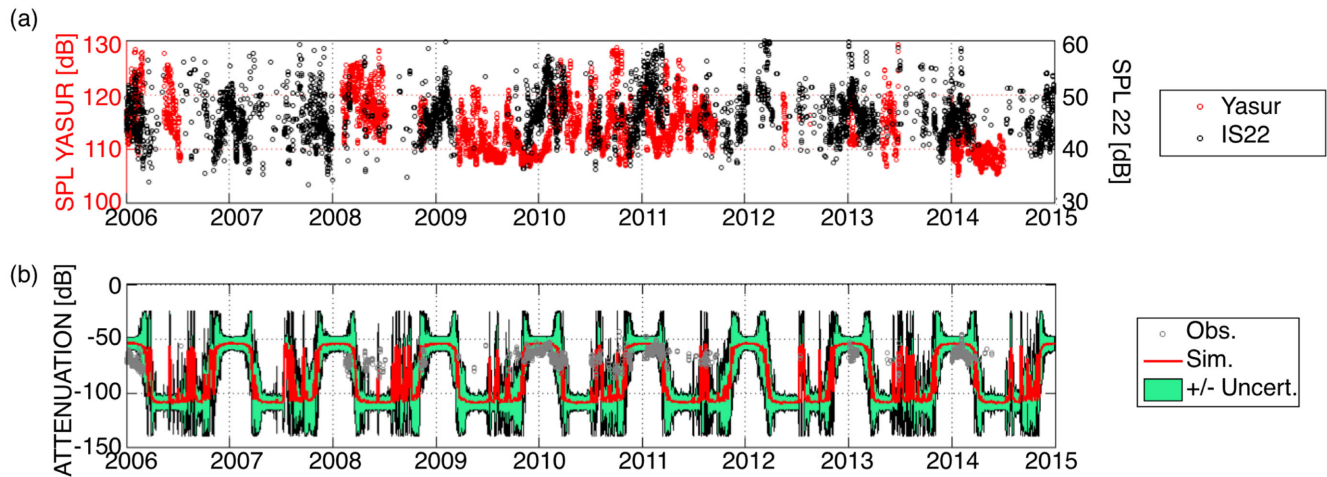 (a)
SPL YASUR [dB]
130
120
110
100
60
50
40
30
SPL 22 [dB]
2006 2007 2008 2009 2010 2011 2012 2013 2014 2015
Yasur
IS22
(b)
ATTENUATION [dB]
0
-50
-100
-150
2006 2007 2008 2009 2010 2011 2012 2013 2014 2015
Obs.
Sim.
+/- Uncert.